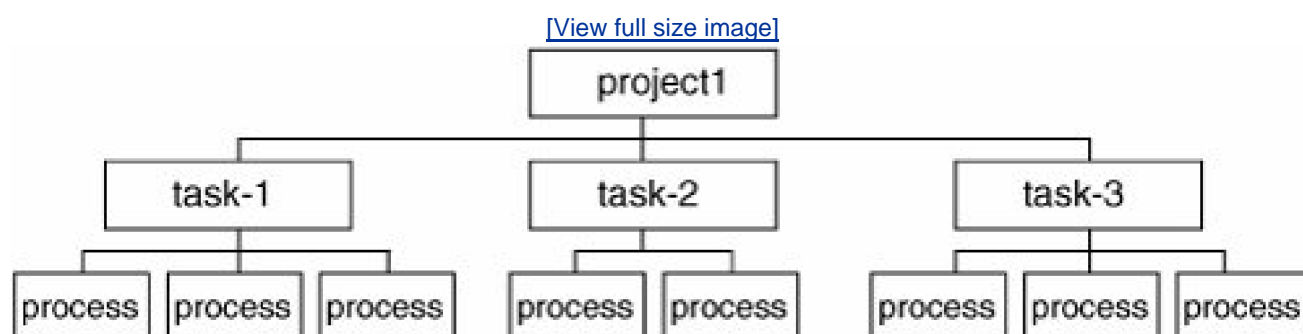 [View full size image]
project1
task-1 task-2 task-3
process process process process process process process process